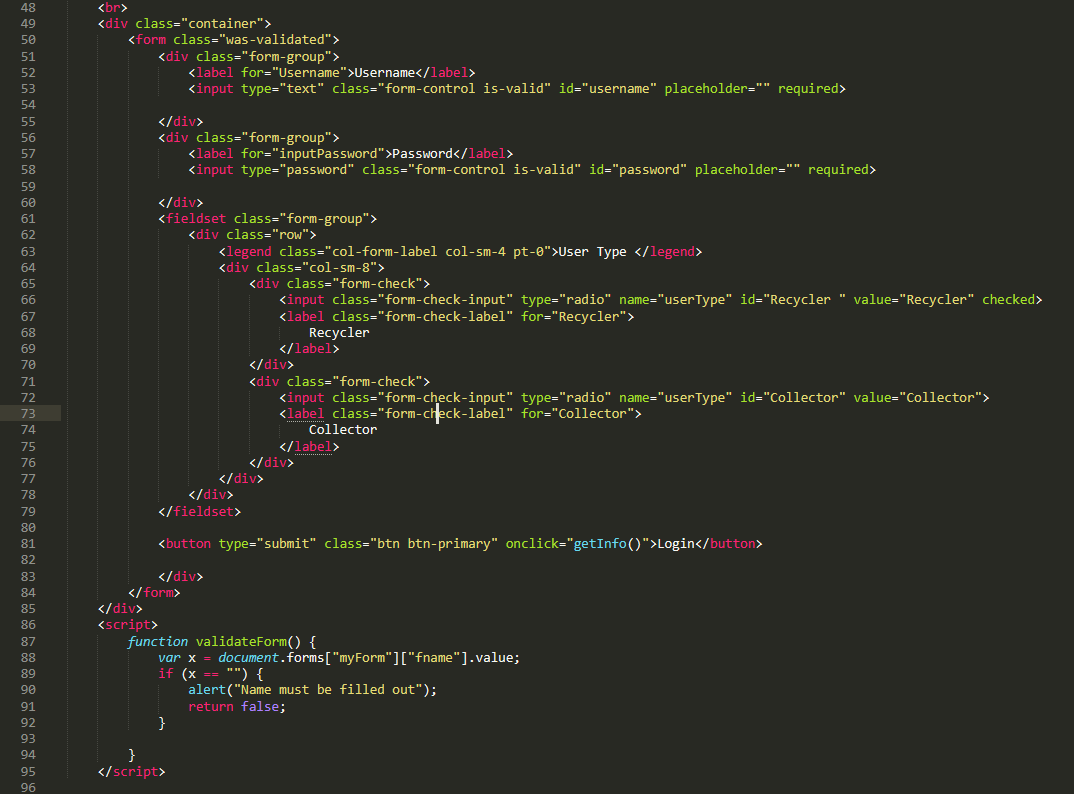 48 <br>
49 <div class="container">
50 <form class="was-validated">
51 <div class="form-group">
52 <label for="Username">Username</label>
53 <input type="text" class="form-control is-valid" id="username" placeholder="" required>
54
55 </div>
56 <div class="form-group">
57 <label for="inputPassword">Password</label>
58 <input type="password" class="form-control is-valid" id="password" placeholder="" required>
59
60 </div>
61 <fieldset class="form-group">
62 <div class="row">
63 <legend class="col-form-label col-sm-4 pt-0">User Type </legend>
64 <div class="col-sm-8">
65 <div class="form-check">
66 <input class="form-check-input" type="radio" name="userType" id="Recycler " value="Recycler" checked>
67 <label class="form-check-label" for="Recycler">
68 Recycler
69 </label>
70 </div>
71 <div class="form-check">
72 <input class="form-check-input" type="radio" name="userType" id="Collector" value="Collector">
73 <label class="form-check-label" for="Collector">
74 Collector
75 </label>
76 </div>
77 </div>
78 </div>
79 </fieldset>
80
81 <button type="submit" class="btn btn-primary" onclick="getInfo()">Login</button>
82
83 </div>
84 </form>
85 </div>
86 <script>
87 function validateForm() {
88 var x = document.forms["myForm"]["fname"].value;
89 if (x == "") {
90 alert("Name must be filled out");
91 return false;
92 }
93
94 }
95 </script>
96